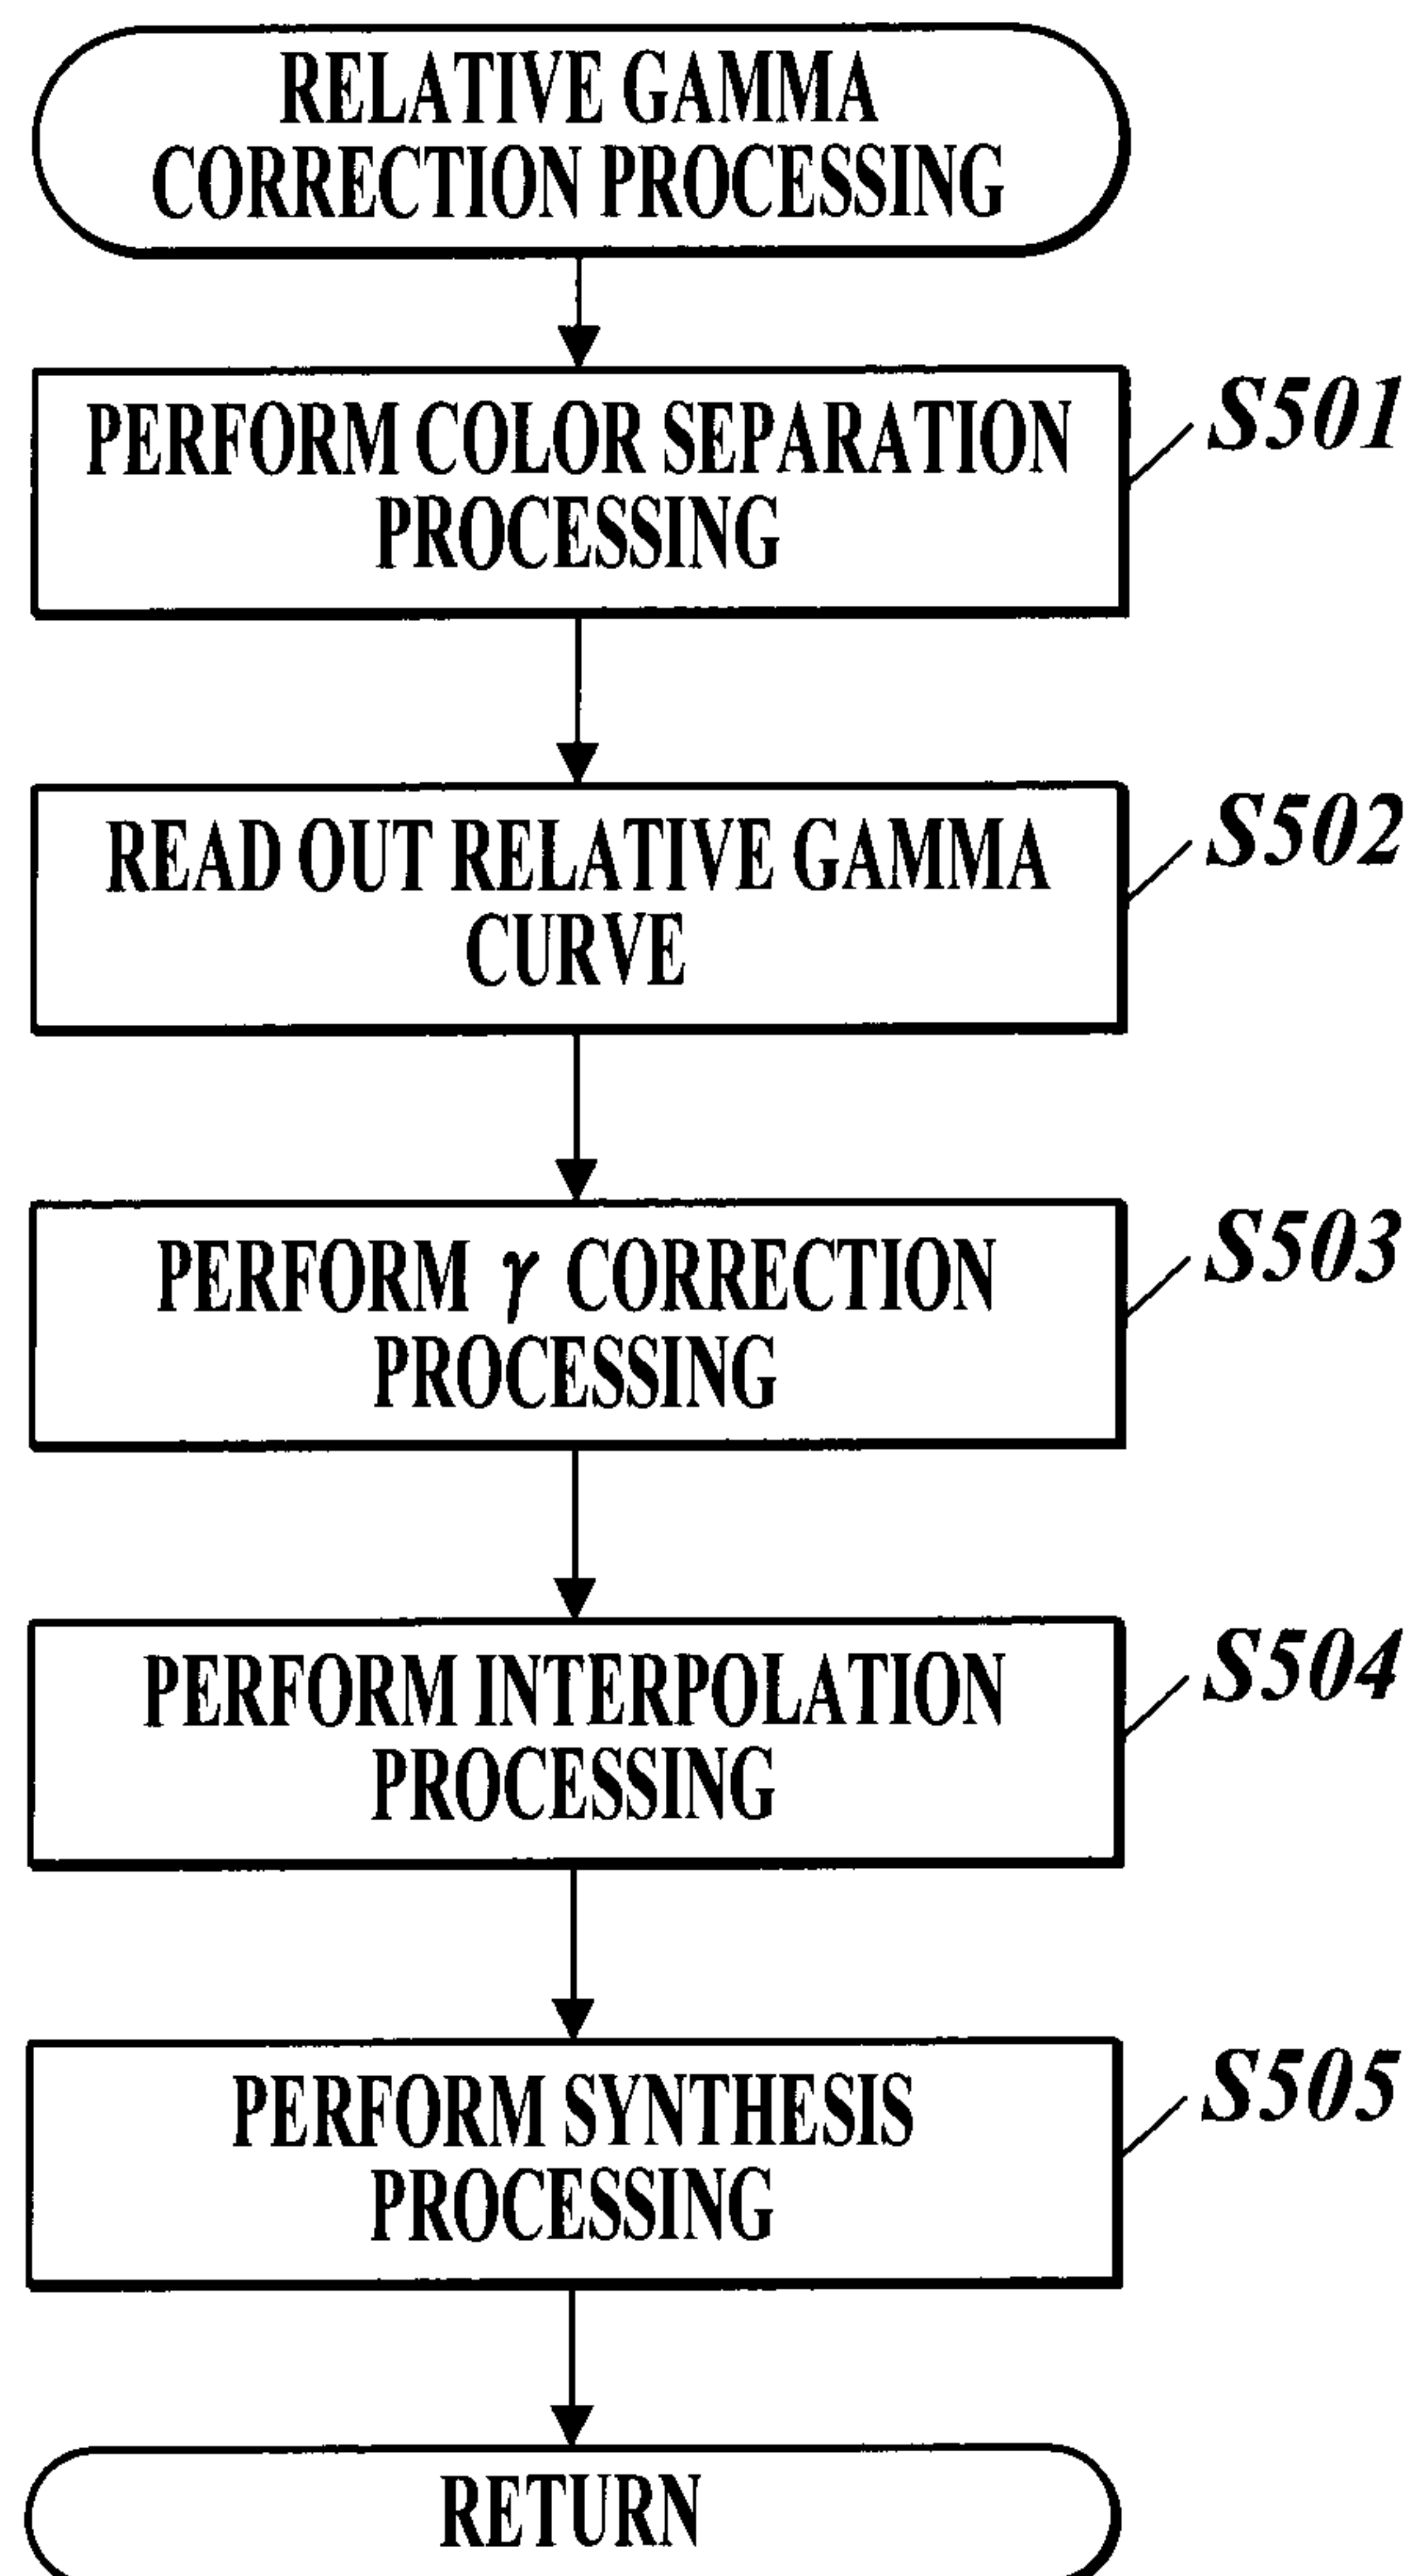 RELATIVE GAMMA
CORRECTION PROCESSING
PERFORM COLOR SEPARATION
PROCESSING
S501
READ OUT RELATIVE GAMMA
CURVE
S502
PERFORM γ CORRECTION
PROCESSING
S503
PERFORM INTERPOLATION
PROCESSING
S504
PERFORM SYNTHESIS
PROCESSING
S505
RETURN